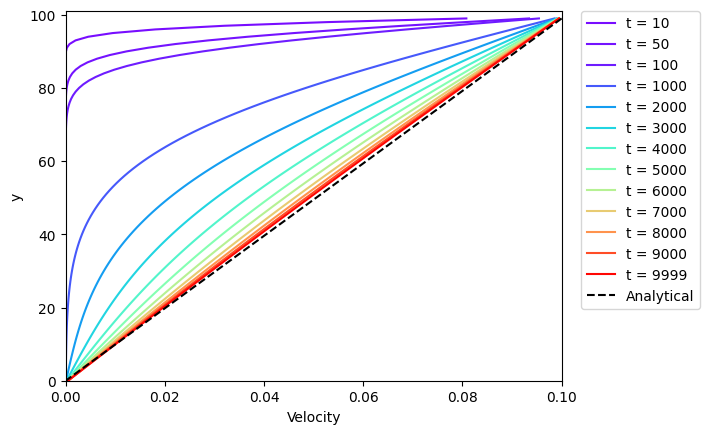 100
80
60
40
20
0
y
0.00 0.02 0.04 0.06 0.08 0.10
Velocity
t = 10
t = 50
t = 100
t = 1000
t = 2000
t = 3000
t = 4000
t = 5000
t = 6000
t = 7000
t = 8000
t = 9000
t = 9999
Analytical